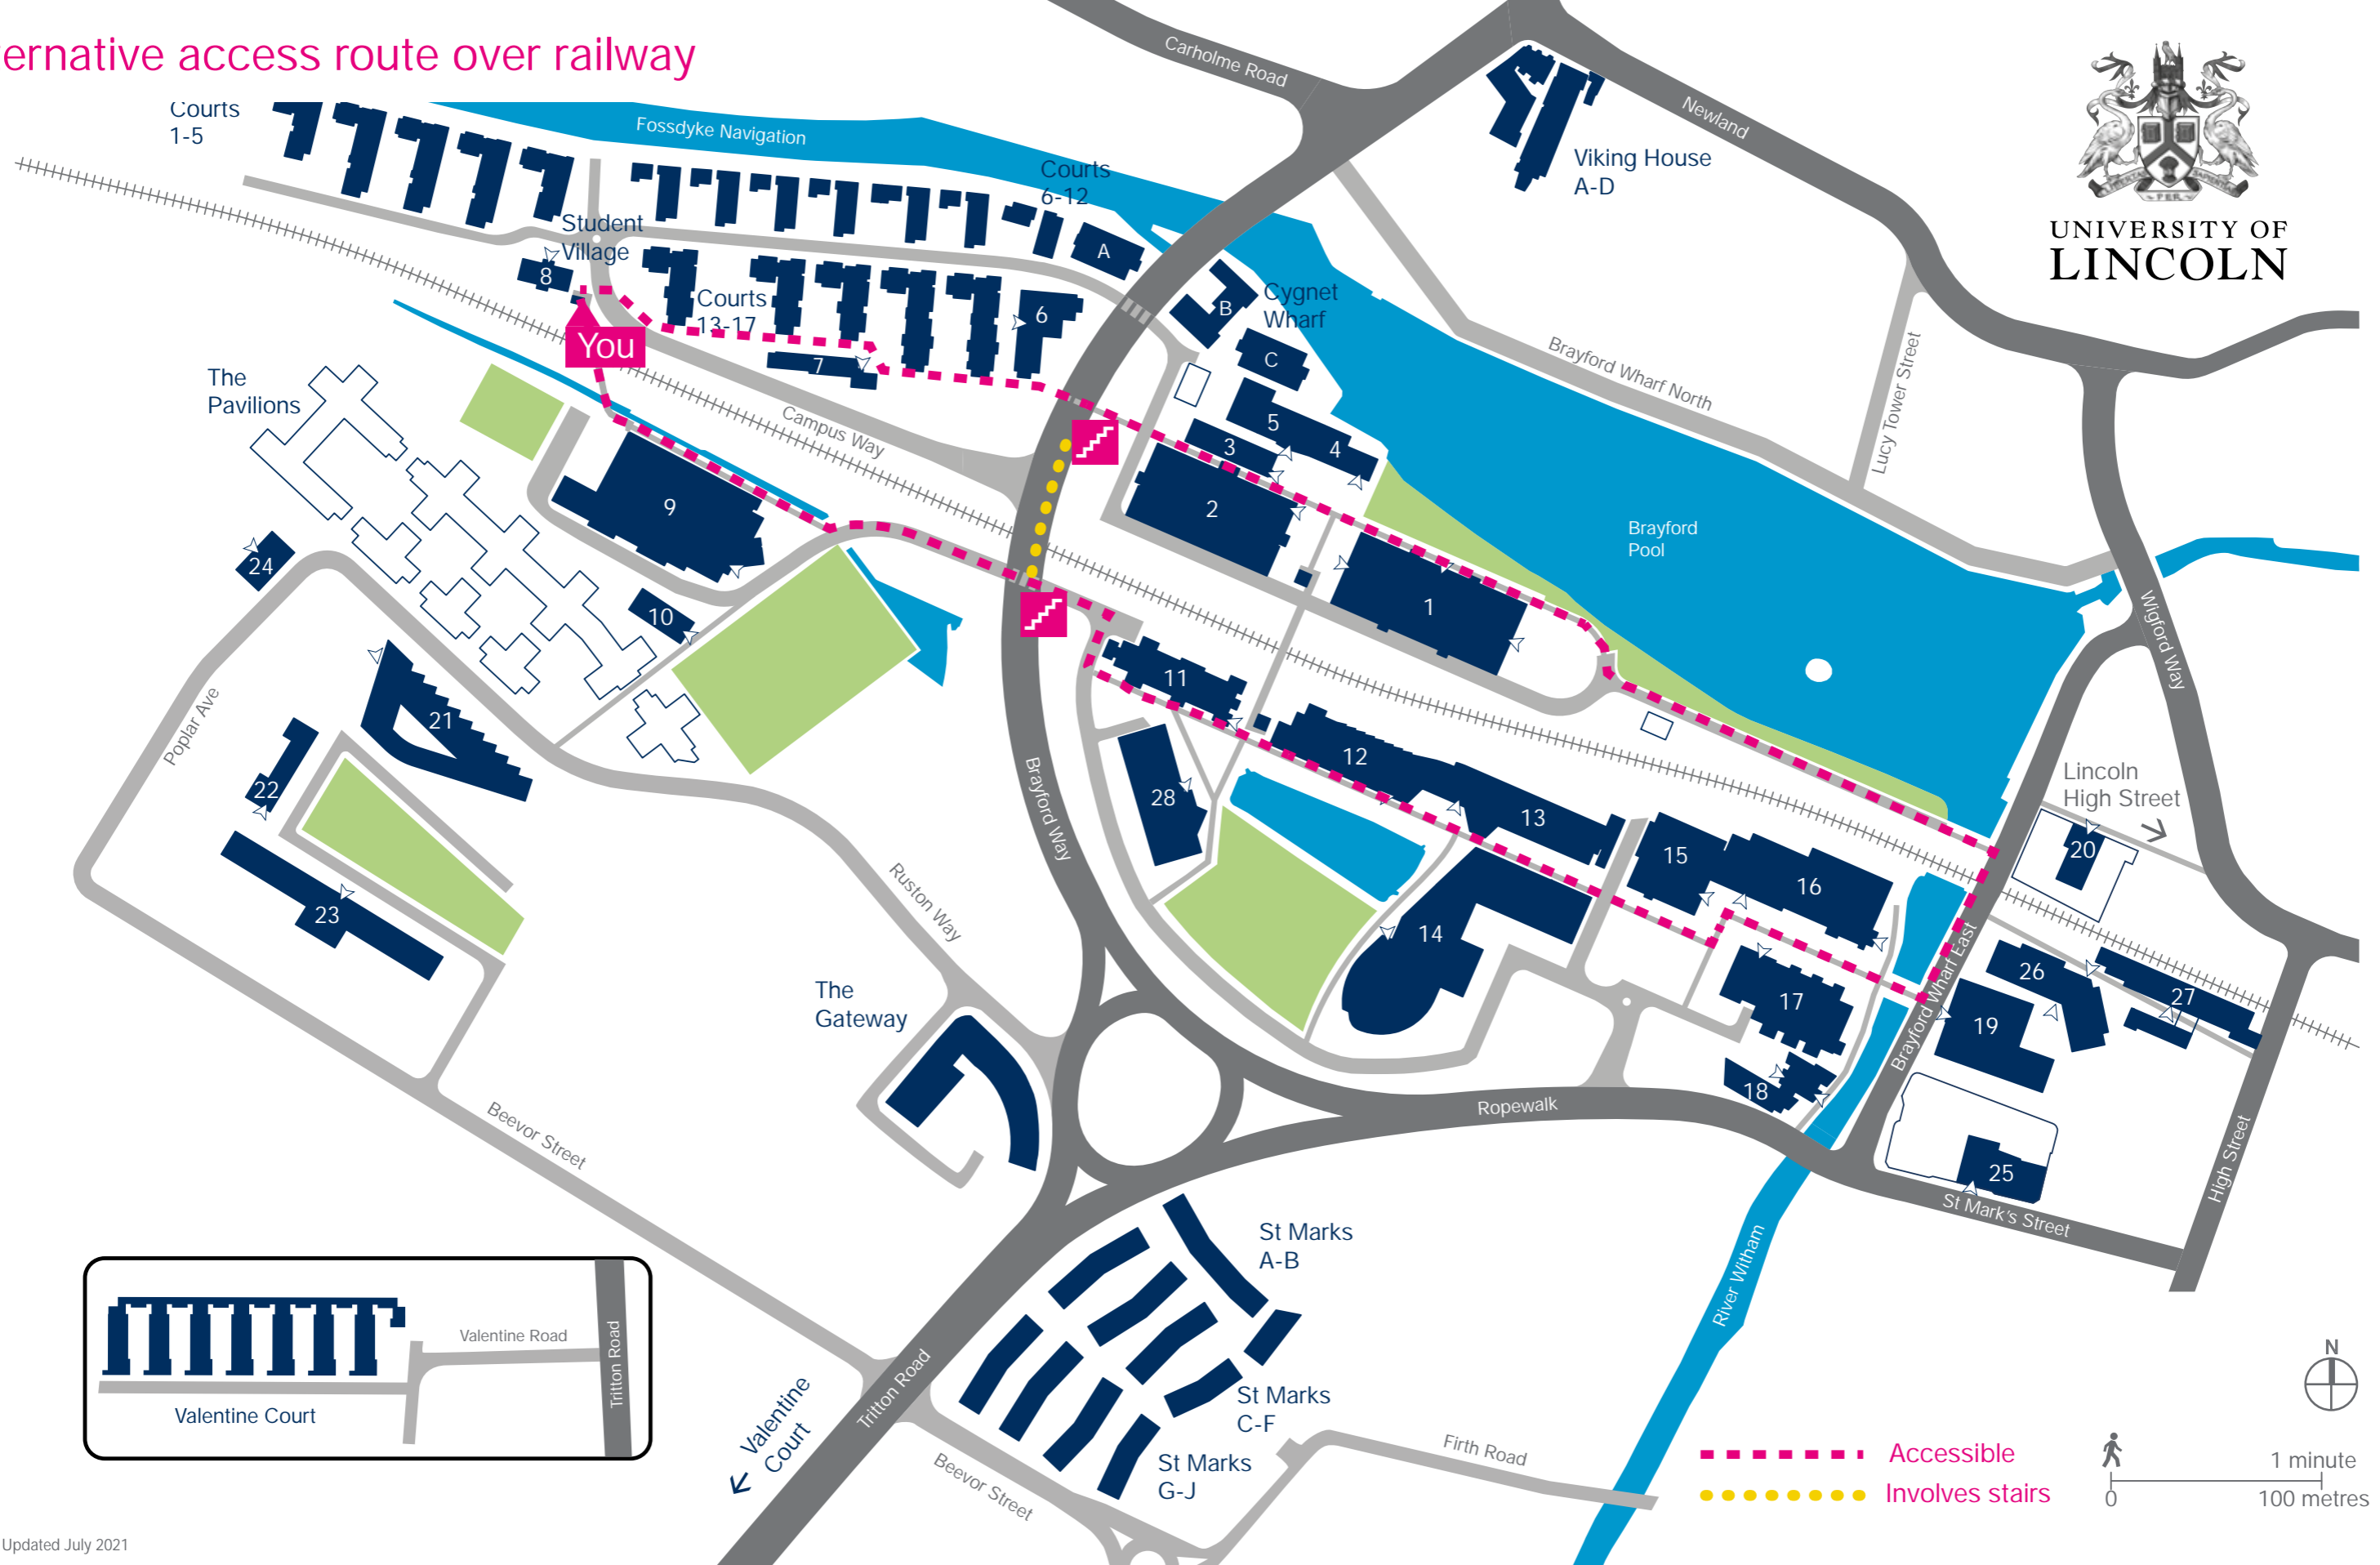 ernative access route over railway
Carholme Road
Newland
Courts
1-5
Fossdyke Navigation
Courts
6-12
Viking House
A-D
UNIVERSITY OF
LINCOLN
Student
Village
8
A
B
Cygnet
Wharf
C
Courts
13-17
6
7
You
The
Pavilions
Campus Way
Brayford Wharf North
Lucy Tower Street
5
3
4
2
9
1
Brayford
Pool
Wigford Way
24
10
11
21
Poplar Ave
22
23
28
12
13
Brayford Way
Lincoln
High Street
20
15
16
14
Ruston Way
The
Gateway
17
18
Brayford Wharf East
26
27
19
25
Ropewalk
St Mark's Street
High Street
Beevor Street
River Witham
St Marks
A-B
St Marks
C-F
St Marks
G-J
Tritton Road
Valentine
Court
Beevor Street
Firth Road
Valentine Road
Tritton Road
Valentine Court
N
Accessible
Involves stairs
1 minute
0
100 metres
Updated July 2021